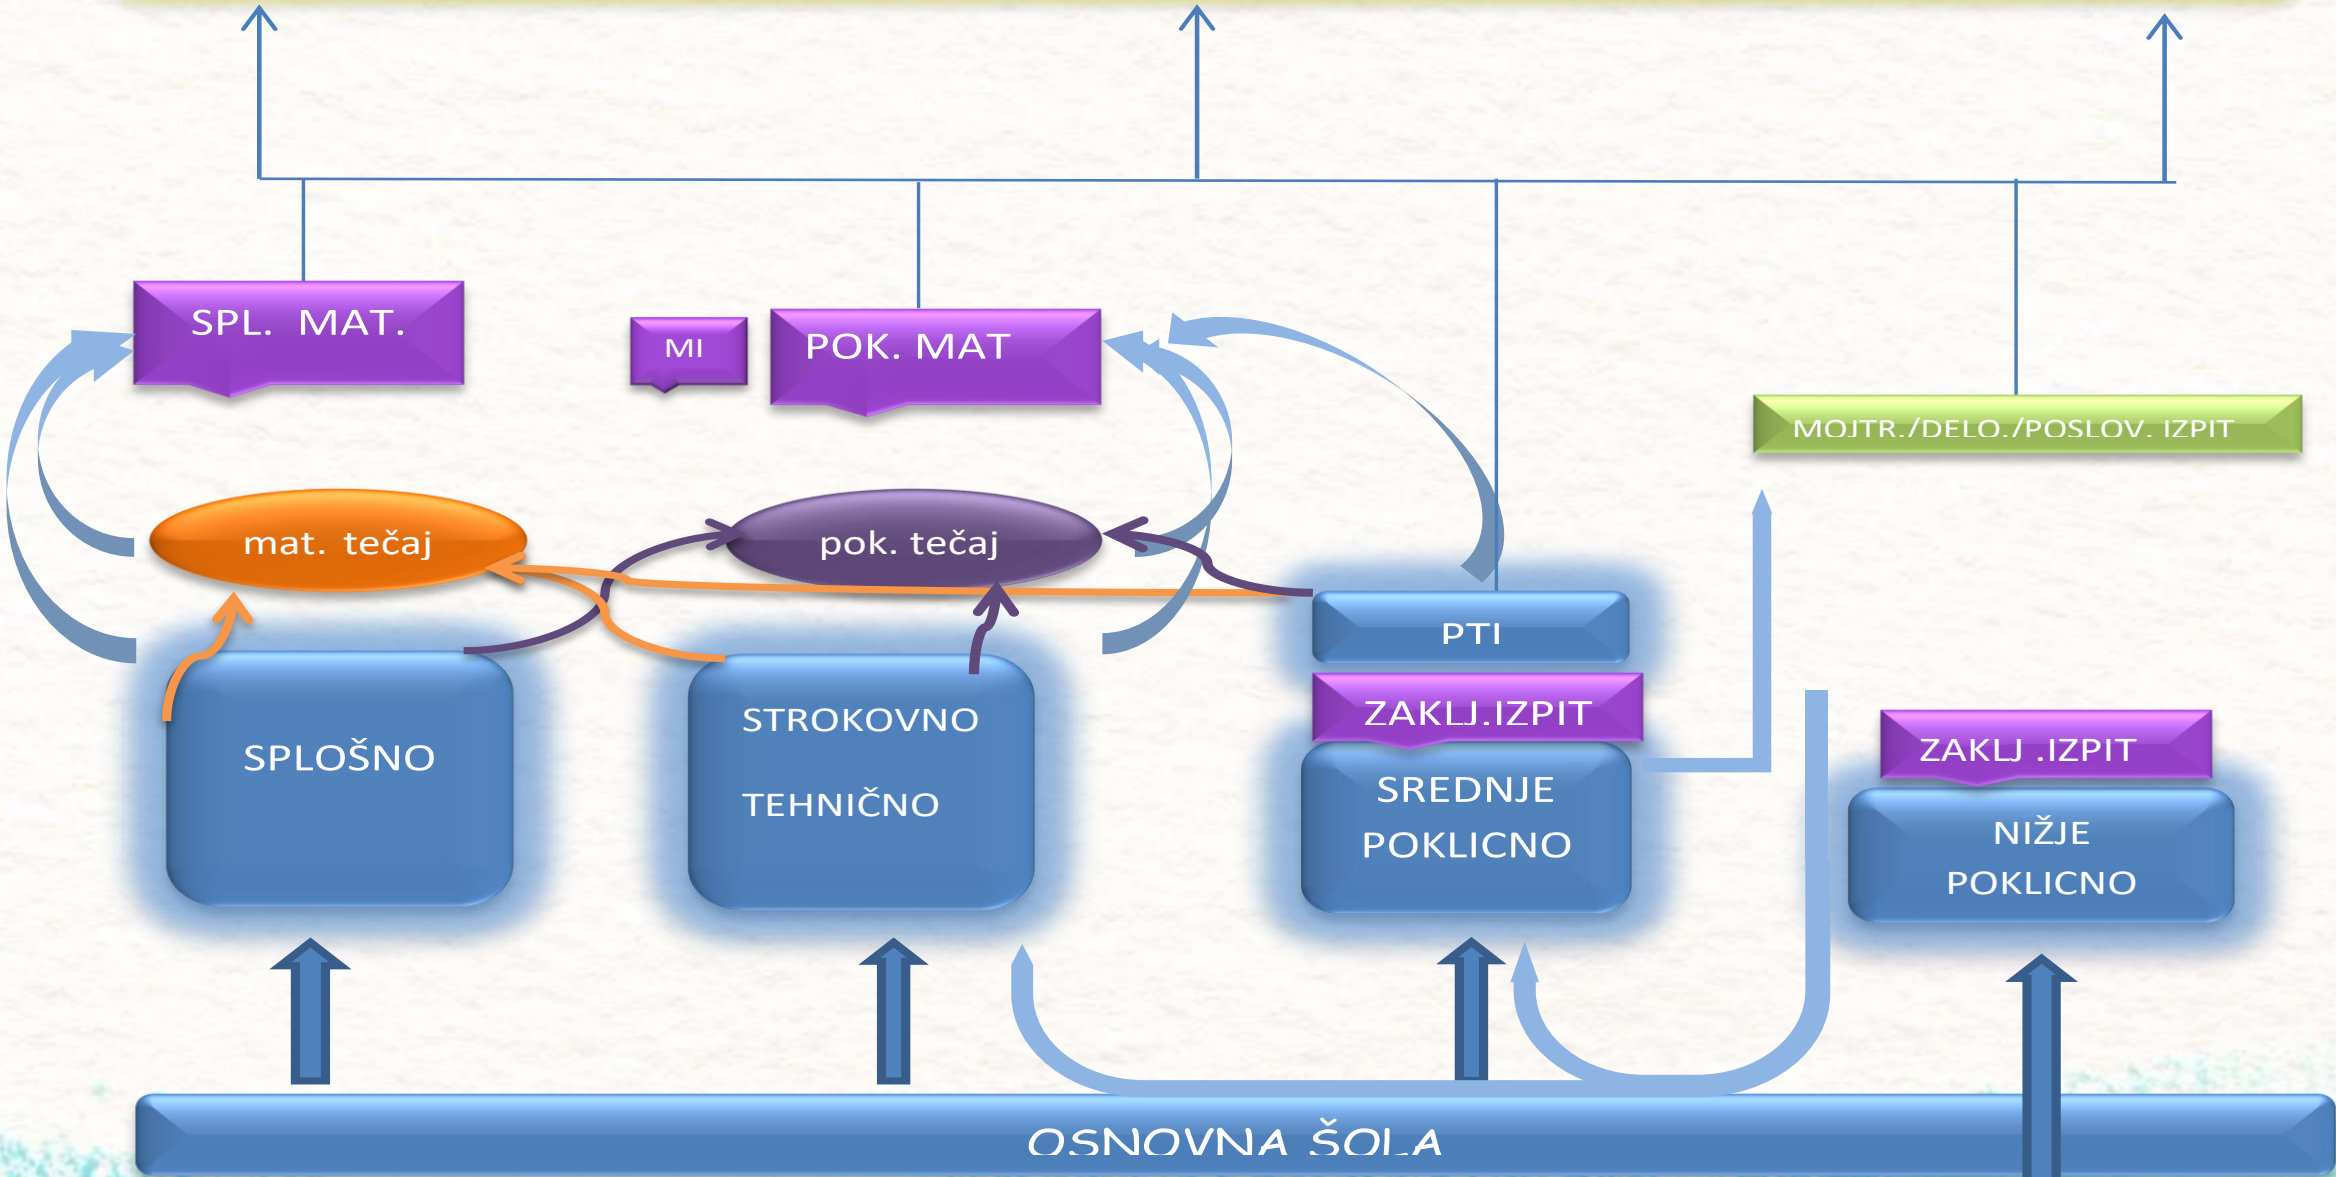 SPL. MAT.
MI
POK. MAT
MOJTR./DELO./POSLOV. IZPIT
mat. tečaj
pok. tečaj
PTI
ZAKLJ.IZPIT
SPLOŠNO
STROKOVNO
TEHNIČNO
SREDNJE
POKLICNO
ZAKLJ .IZPIT
NIŽJE
POKLICNO
OSNOVNA ŠOLA